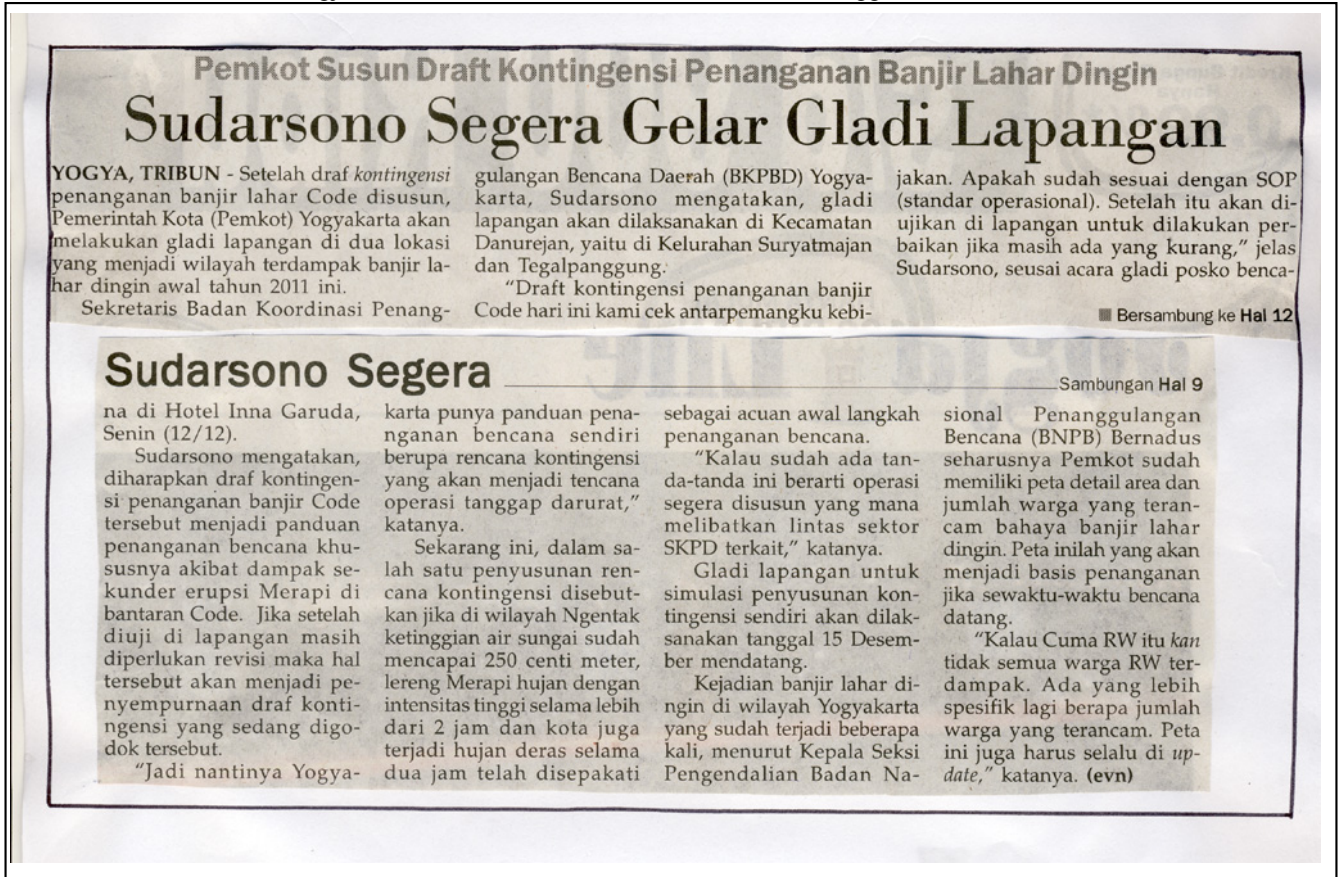 Pemkot Susun Draft Kontingensi Penanganan Banjir Lahar Dingin
Sudarsono Segera Gelar Gladi Lapangan
YOGYA, TRIBUN - Setelah draf kontingensi
penanganan banjir lahar Code disusun,
Pemerintah Kota (Pemkot) Yogyakarta akan
melakukan gladi lapangan di dua lokasi
yang menjadi wilayah terdampak banjir la-
har dingin awal tahun 2011 ini.
Sekretaris Badan Koordinasi Penang-
gulangan Bencana Daerah (BKPBD) Yogya-
karta, Sudarsono mengatakan, gladi
lapangan akan dilaksanakan di Kecamatan
Danurejan, yaitu di Kelurahan Suryatmajan
dan Tegalpanggung.
"Draft kontingensi penanganan banjir
Code hari ini kami cek antarpemangku kebi-
jakan. Apakah sudah sesuai dengan SOP
(standar operasional). Setelah itu akan di-
ujikan di lapangan untuk dilakukan per-
baikan jika masih ada yang kurang," jelas
Sudarsono, seusai acara gladi posko benca-
Bersambung ke Hal 12
Sudarsono Segera
Sambungan Hal 9
na di Hotel Inna Garuda,
Senin (12/12).
Sudarsono mengatakan,
diharapkan draf kontingen-
si penanganan banjir Code
tersebut menjadi panduan
penanganan bencana khu-
susnya akibat dampak se-
kunder erupsi Merapi di
bantaran Code. Jika setelah
diuji di lapangan masih
diperlukan revisi maka hal
tersebut akan menjadi pe-
nyempurnaan draf konti-
ngensi yang sedang digo-
dok tersebut.
"Jadi nantinya Yogya-
karta punya panduan pena-
nganan bencana sendiri
berupa rencana kontingensi
yang akan menjadi tencana
operasi tanggap darurat,"
katanya.
Sekarang ini, dalam sa-
lah satu penyusunan ren-
cana kontingensi disebut-
kan jika di wilayah Ngentak
ketinggian air sungai sudah
mencapai 250 centi meter,
lereng Merapi hujan dengan
intensitas tinggi selama lebih
dari 2 jam dan kota juga
terjadi hujan deras selama
dua jam telah disepakati
sebagai acuan awal langkah
penanganan bencana.
"Kalau sudah ada tan-
da-tanda ini berarti operasi
segera disusun yang mana
melibatkan lintas sektor
SKPD terkait," katanya.
Gladi lapangan untuk
simulasi penyusunan kon-
tingensi sendiri akan dilak-
sanakan tanggal 15 Desem-
ber mendatang.
Kejadian banjir lahar di-
ngin di wilayah Yogyakarta
yang sudah terjadi beberapa
kali, menurut Kepala Seksi
Pengendalian Badan Na-
sional Penanggulangan
Bencana (BNPB) Bernadus
seharusnya Pemkot sudah
memiliki peta detail area dan
jumlah warga yang teran-
cam bahaya banjir lahar
dingin. Peta inilah yang akan
menjadi basis penanganan
jika sewaktu-waktu bencana
datang.
"Kalau Cuma RW itu kan
tidak semua warga RW ter-
dampak. Ada yang lebih
spesifik lagi berapa jumlah
warga yang terancam. Peta
ini juga harus selalu di up-
date," katanya. (evn)